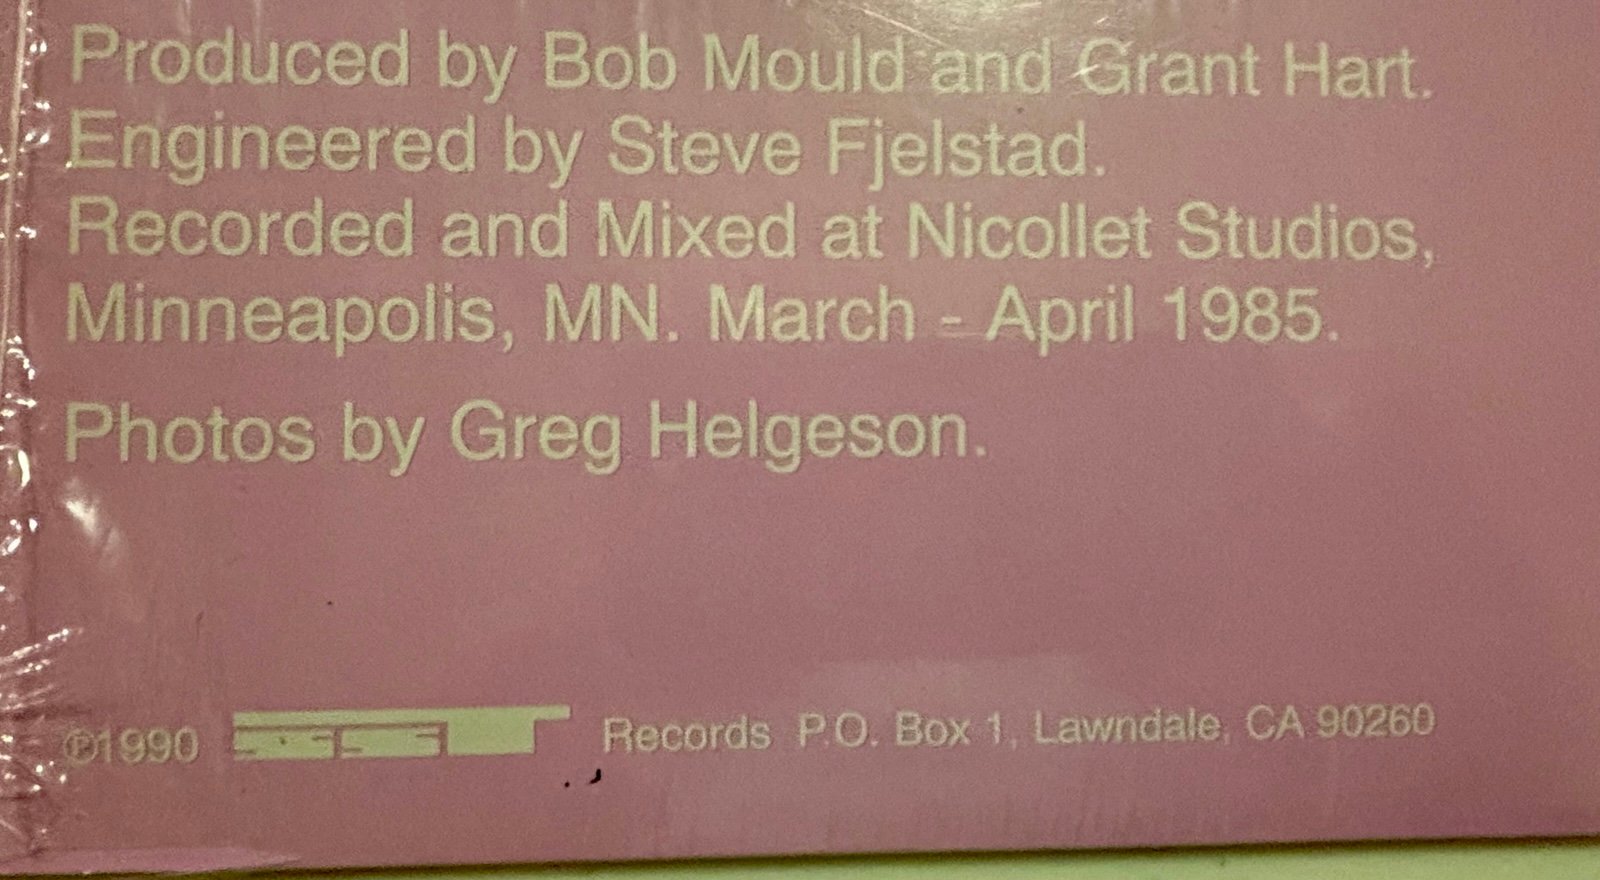 Produced by Bob Mould and Grant Hart.
Engineered by Steve Fjelstad.
Recorded and Mixed at Nicollet Studios,
Minneapolis, MN. March - April 1985.
Photos by Greg Helgeson.
℗1990 SST Records P.O. Box 1, Lawndale, CA 90260